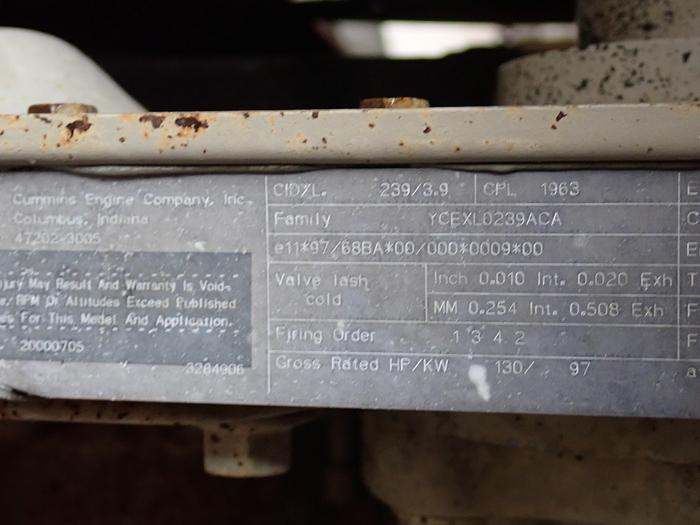 Cummins Engine Company, Inc.
Columbus, Indiana
47202-3005
jury May Result And Warranty Is Void-
e, RPM Or Altitudes Exceed Published
es For This Model And Application.
20000705
3284906
CID/L. 239/3.9 CPL 1963
Family YCEXL0239ACA
e11*97/68BA*00/000*0009*00
Valve lash cold
Inch 0.010 Int. 0.020 Exh
MM 0.254 Int. 0.508 Exh
Firing Order 1 3 4 2
Gross Rated HP/KW 130/ 97